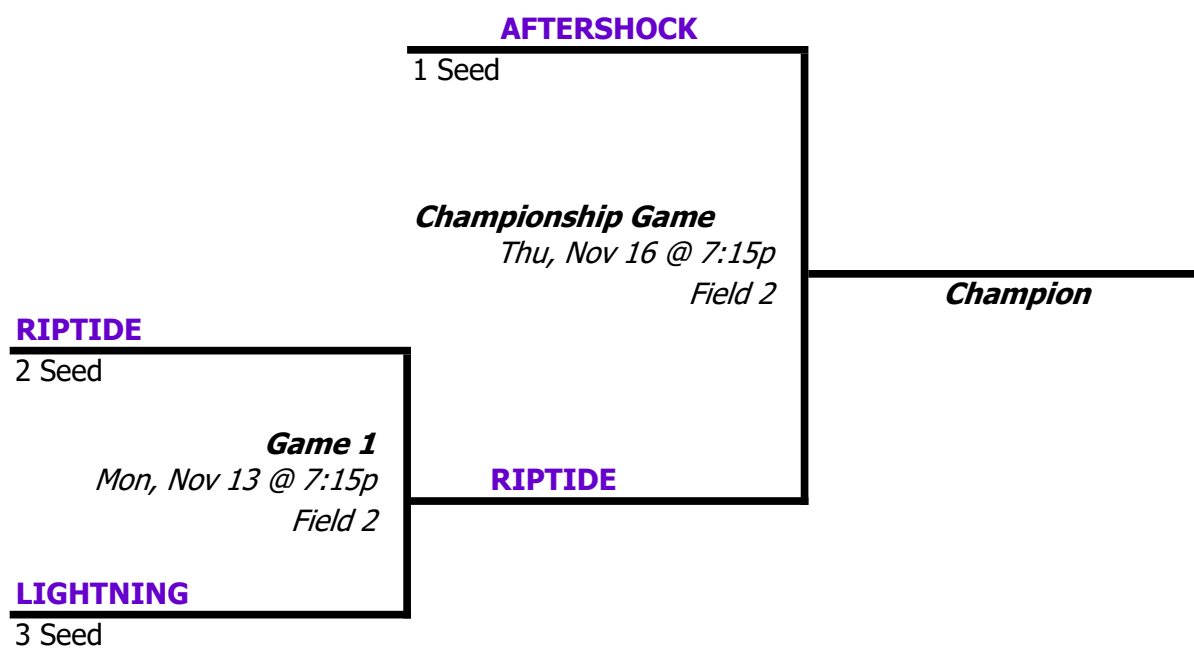 AFTERSHOCK
1 Seed
Championship Game
Thu, Nov 16 @ 7:15p
Field 2
Champion
RIPTIDE
2 Seed
Game 1
Mon, Nov 13 @ 7:15p
Field 2
RIPTIDE
LIGHTNING
3 Seed